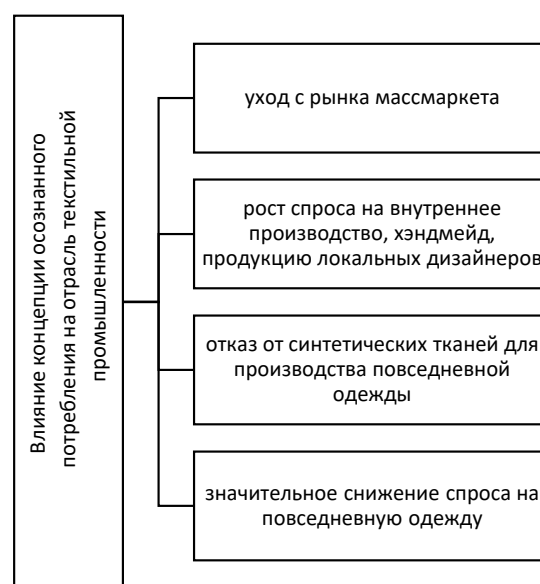 Влияние концепции осознанного
потребления на отрасль текстильной
промышленности
уход с рынка массмаркета
рост спроса на внутреннее
производство, хэндмейд,
продукцию локальных дизайнеров
отказ от синтетических тканей для
производства повседневной
одежды
значительное снижение спроса на
повседневную одежду